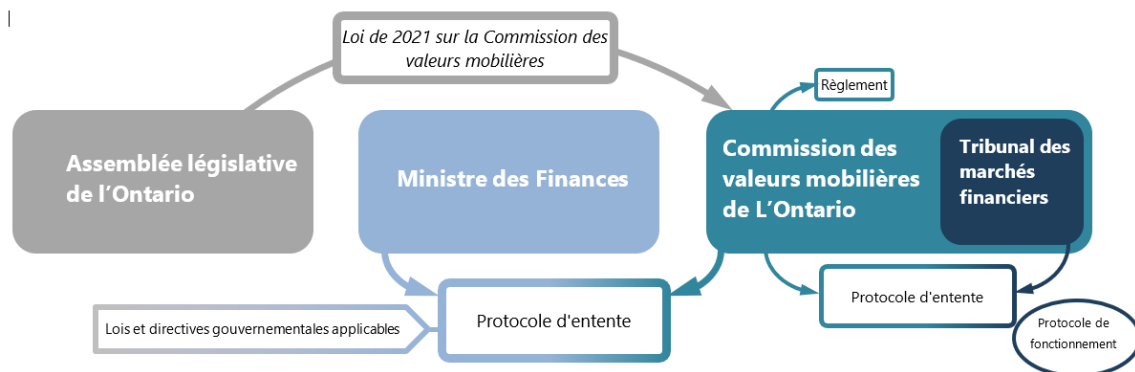 Loi de 2021 sur la Commission des
valeurs mobilières
Règlement
Assemblée législative
de l'Ontario
Ministre des Finances
Commission des
valeurs mobilières
de L'Ontario
Tribunal des
marchés
financiers
Lois et directives gouvernementales applicables
Protocole d'entente
Protocole d'entente
Protocole de
fonctionnement